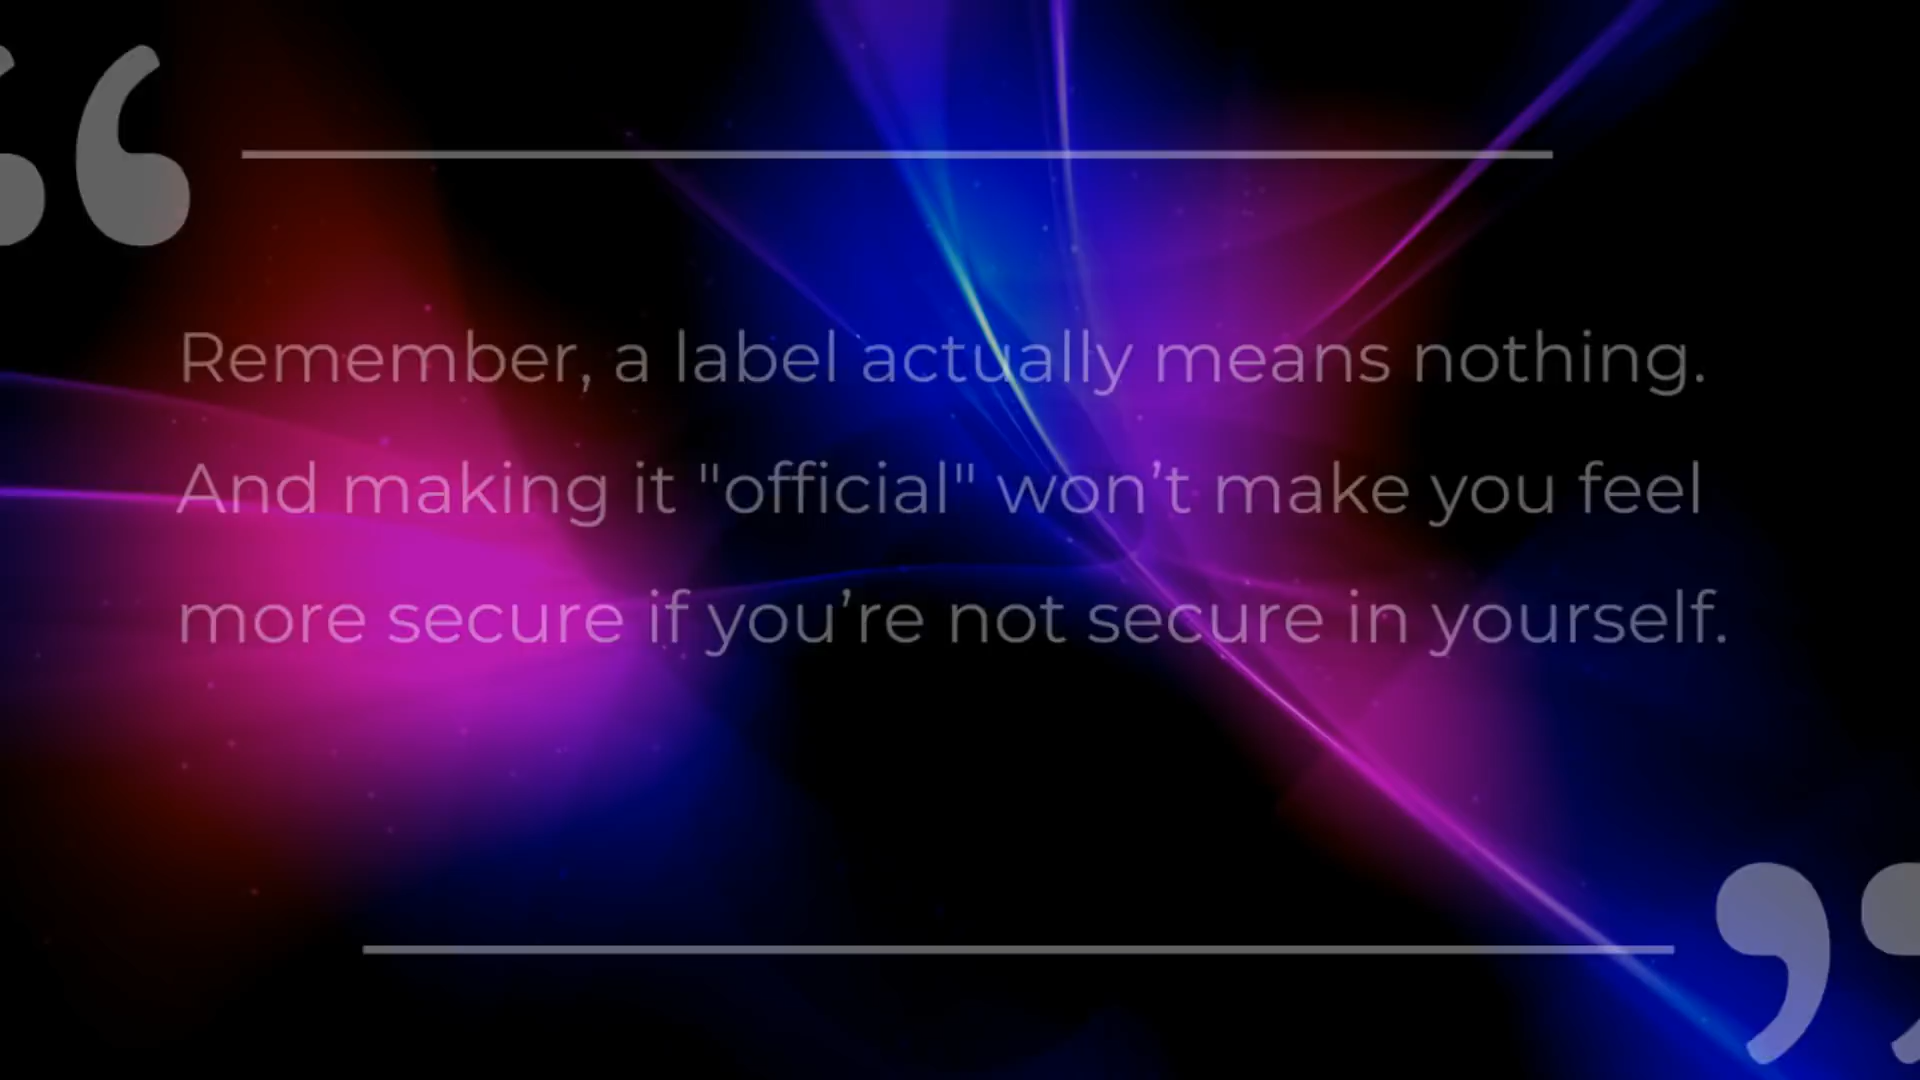 “
Remember, a label actually means nothing.
And making it "official" won’t make you feel
more secure if you’re not secure in yourself.
”